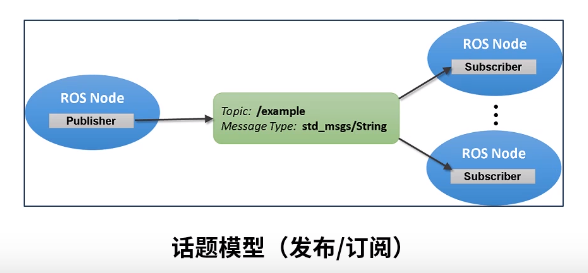 ROS Node
Publisher
Topic: /example
Message Type: std_msgs/String
ROS Node
Subscriber
ROS Node
Subscriber
话题模型（发布/订阅）